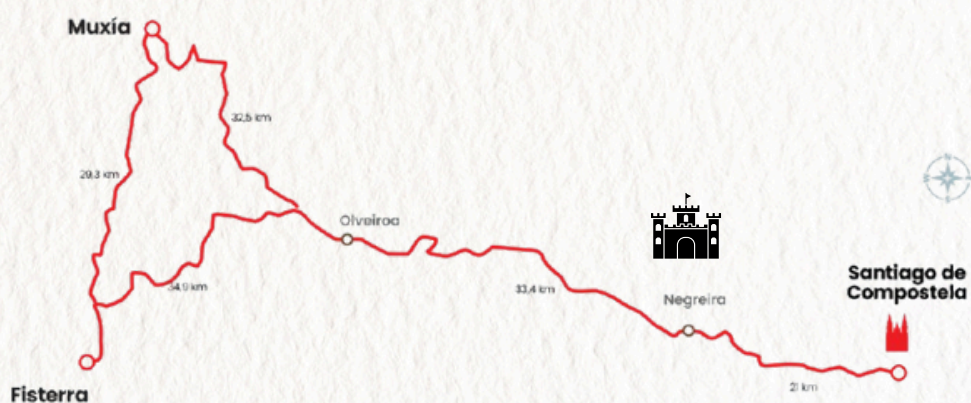 Muxía
32,5 km
29,3 km
Olveiroa
34,9 km
33,4 km
Negreira
Santiago de
Compostela
21 km
Fisterra
N